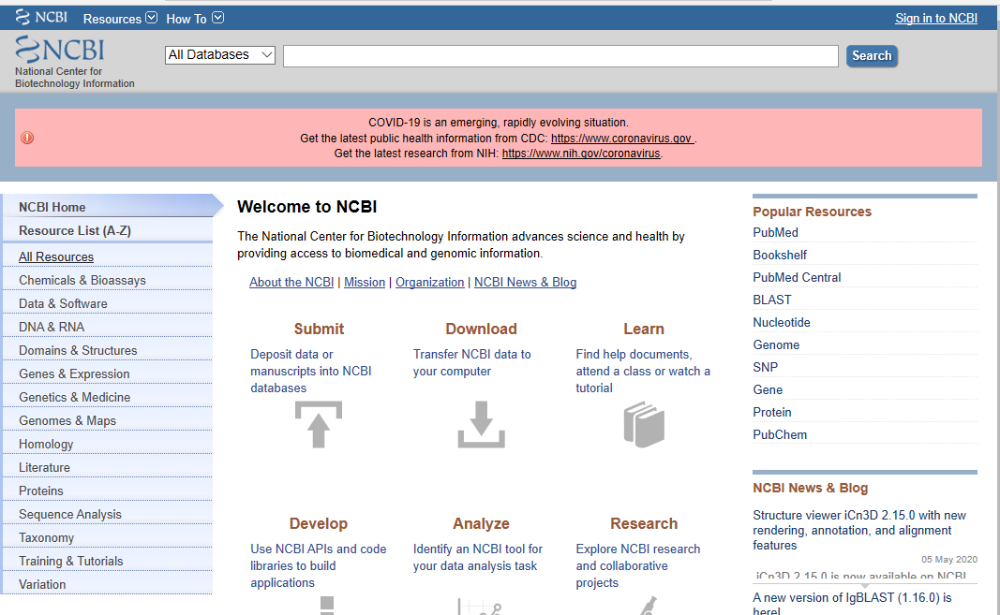 NCBI Resources How To Sign in to NCBI
NCBI
National Center for
Biotechnology Information
All Databases
Search
COVID-19 is an emerging, rapidly evolving situation.
Get the latest public health information from CDC: https://www.coronavirus.gov .
Get the latest research from NIH: https://www.nih.gov/coronavirus.
NCBI Home
Resource List (A-Z)
All Resources
Chemicals & Bioassays
Data & Software
DNA & RNA
Domains & Structures
Genes & Expression
Genetics & Medicine
Genomes & Maps
Homology
Literature
Proteins
Sequence Analysis
Taxonomy
Training & Tutorials
Variation
Welcome to NCBI
The National Center for Biotechnology Information advances science and health by
providing access to biomedical and genomic information.
About the NCBI | Mission | Organization | NCBI News & Blog
Submit
Deposit data or
manuscripts into NCBI
databases
Download
Transfer NCBI data to
your computer
Learn
Find help documents,
attend a class or watch a
tutorial
Develop
Use NCBI APIs and code
libraries to build
applications
Analyze
Identify an NCBI tool for
your data analysis task
Research
Explore NCBI research
and collaborative
projects
Popular Resources
PubMed
Bookshelf
PubMed Central
BLAST
Nucleotide
Genome
SNP
Gene
Protein
PubChem
NCBI News & Blog
Structure viewer iCn3D 2.15.0 with new
rendering, annotation, and alignment
features
05 May 2020
iCn3D 2.15.0 is now available on NCBI
A new version of IgBLAST (1.16.0) is
here!